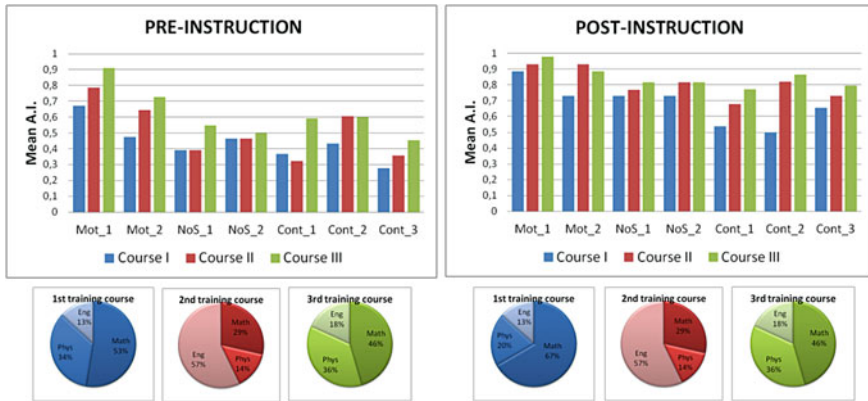 PRE-INSTRUCTION
Mean A.I.
1
0,9
0,8
0,7
0,6
0,5
0,4
0,3
0,2
0,1
0
Mot_1 Mot_2 NoS_1 NoS_2 Cont_1 Cont_2 Cont_3
Course I Course II Course III
POST-INSTRUCTION
Mean A.I.
1
0,9
0,8
0,7
0,6
0,5
0,4
0,3
0,2
0,1
0
Mot_1 Mot_2 NoS_1 NoS_2 Cont_1 Cont_2 Cont_3
Course I Course II Course III
1st training course
Eng
13%
Phys
34%
Math
53%
2nd training course
Math
29%
Eng
57%
Phys
14%
3rd training course
Eng
18%
Math
46%
Phys
36%
1st training course
Eng
13%
Phys
20%
Math
67%
2nd training course
Math
29%
Eng
57%
Phys
14%
3rd training course
Eng
18%
Math
46%
Phys
36%